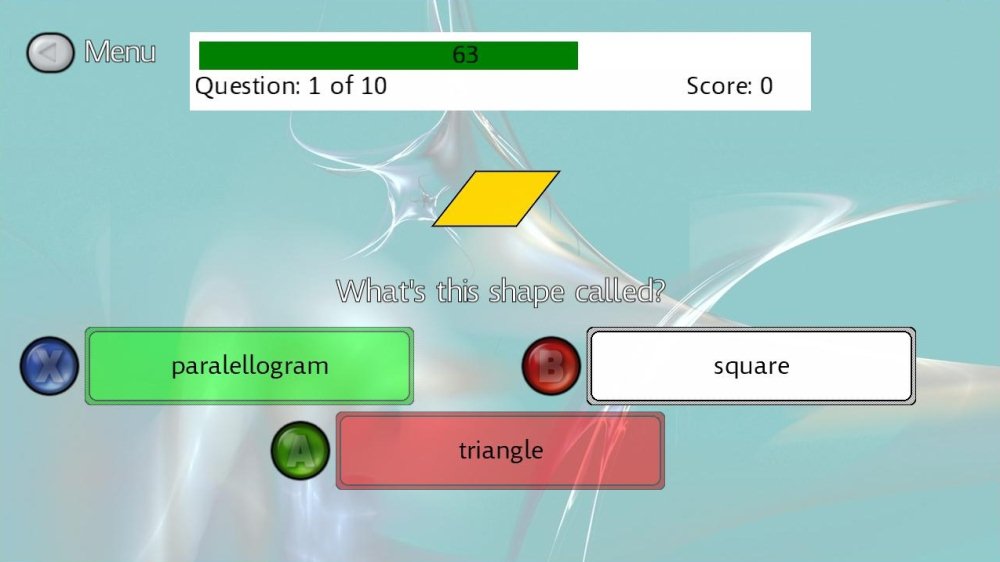 Menu
63
Question: 1 of 10 Score: 0
What's this shape called?
X paralellogram B square
A triangle